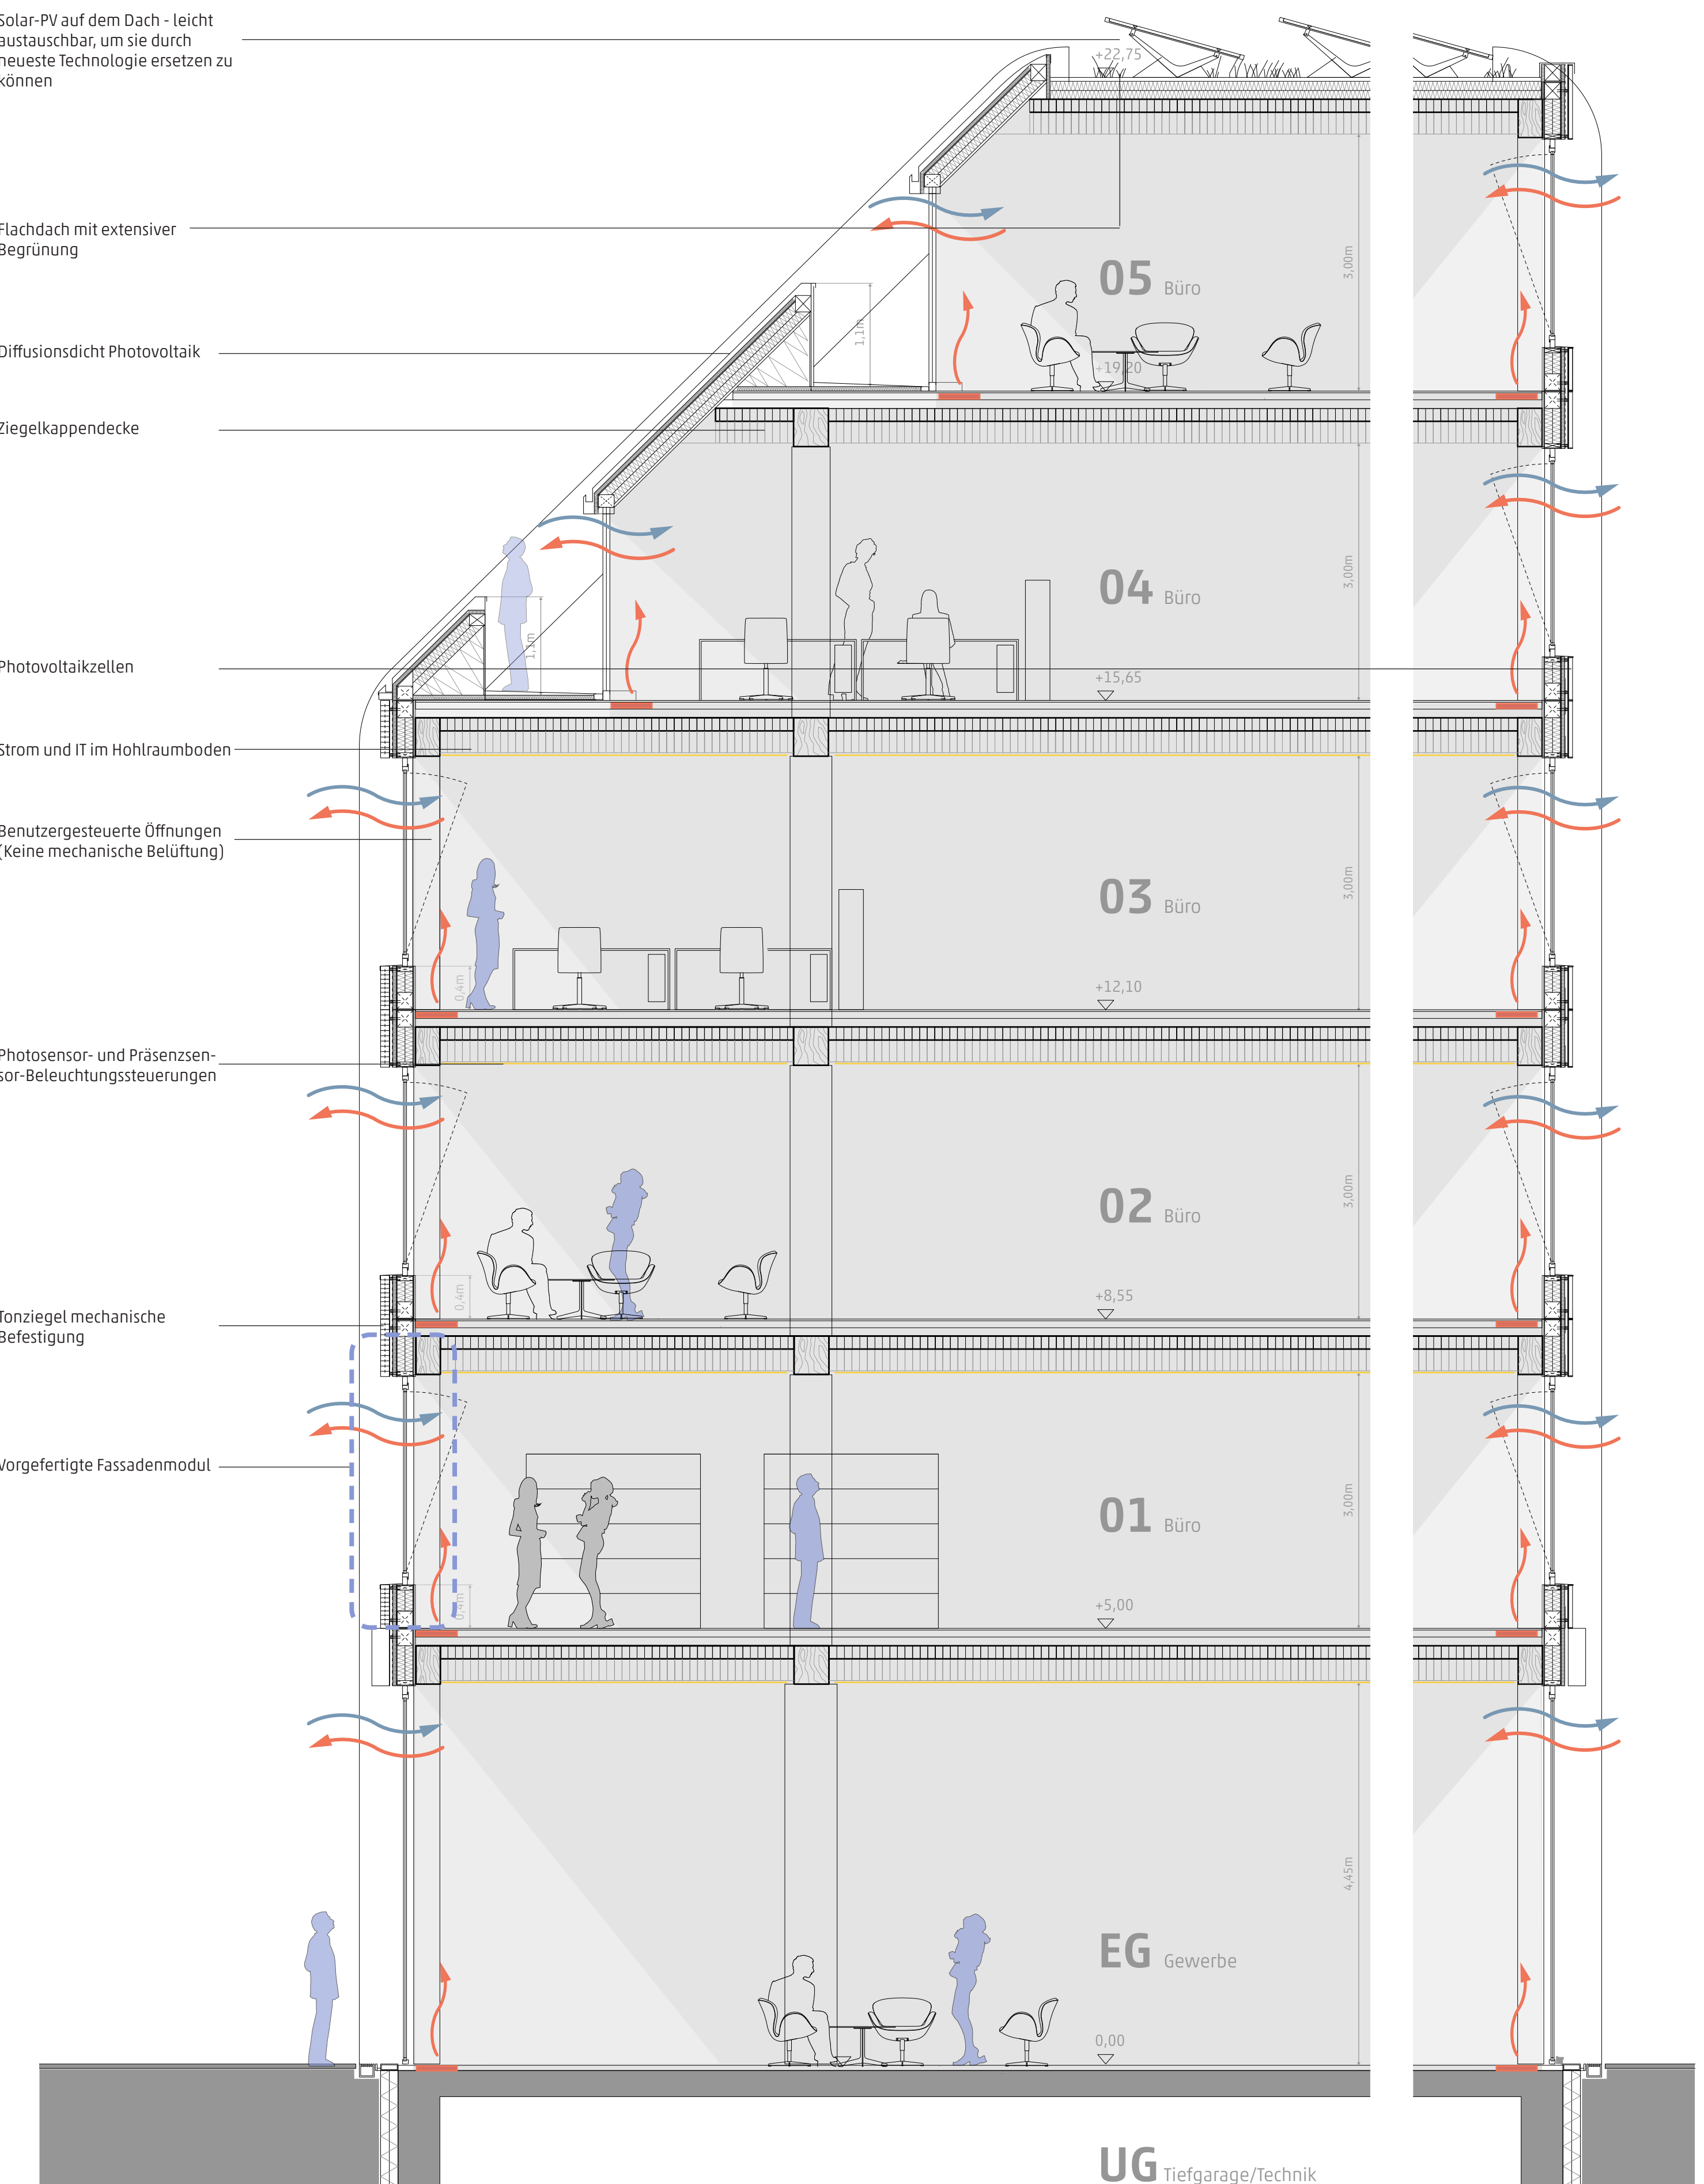 Solar-PV auf dem Dach - leicht
austauschbar, um sie durch
neueste Technologie ersetzen zu
können
+22,75
Flachdach mit extensiver
Begrünung
3,00m
05 Büro
1,1m
Diffusionsdicht Photovoltaik
+19,20
Ziegelkappendecke
3,00m
04 Büro
1,1m
Photovoltaikzellen
+15,65
Strom und IT im Hohlraumboden
Benutzergesteuerte Öffnungen
(Keine mechanische Belüftung)
3,00m
03 Büro
0,4m
+12,10
Photosensor- und Präsenzsen-
sor-Beleuchtungssteuerungen
3,00m
02 Büro
0,4m
+8,55
Tonziegel mechanische
Befestigung
Vorgefertigte Fassadenmodul
3,00m
01 Büro
0,4m
+5,00
4,45m
EG Gewerbe
0,00
UG Tiefgarage/Technik